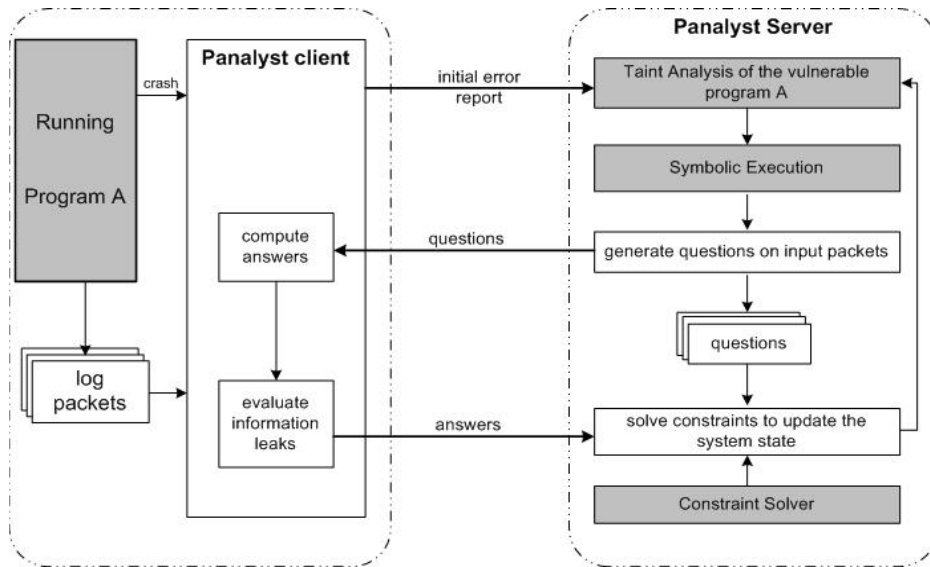 Panalyst Server
Panalyst client
Running
Program A
crash
initial error
report
Taint Analysis of the vulnerable
program A
Symbolic Execution
compute
answers
questions
generate questions on input packets
questions
log
packets
evaluate
information
leaks
answers
solve constraints to update the
system state
Constraint Solver